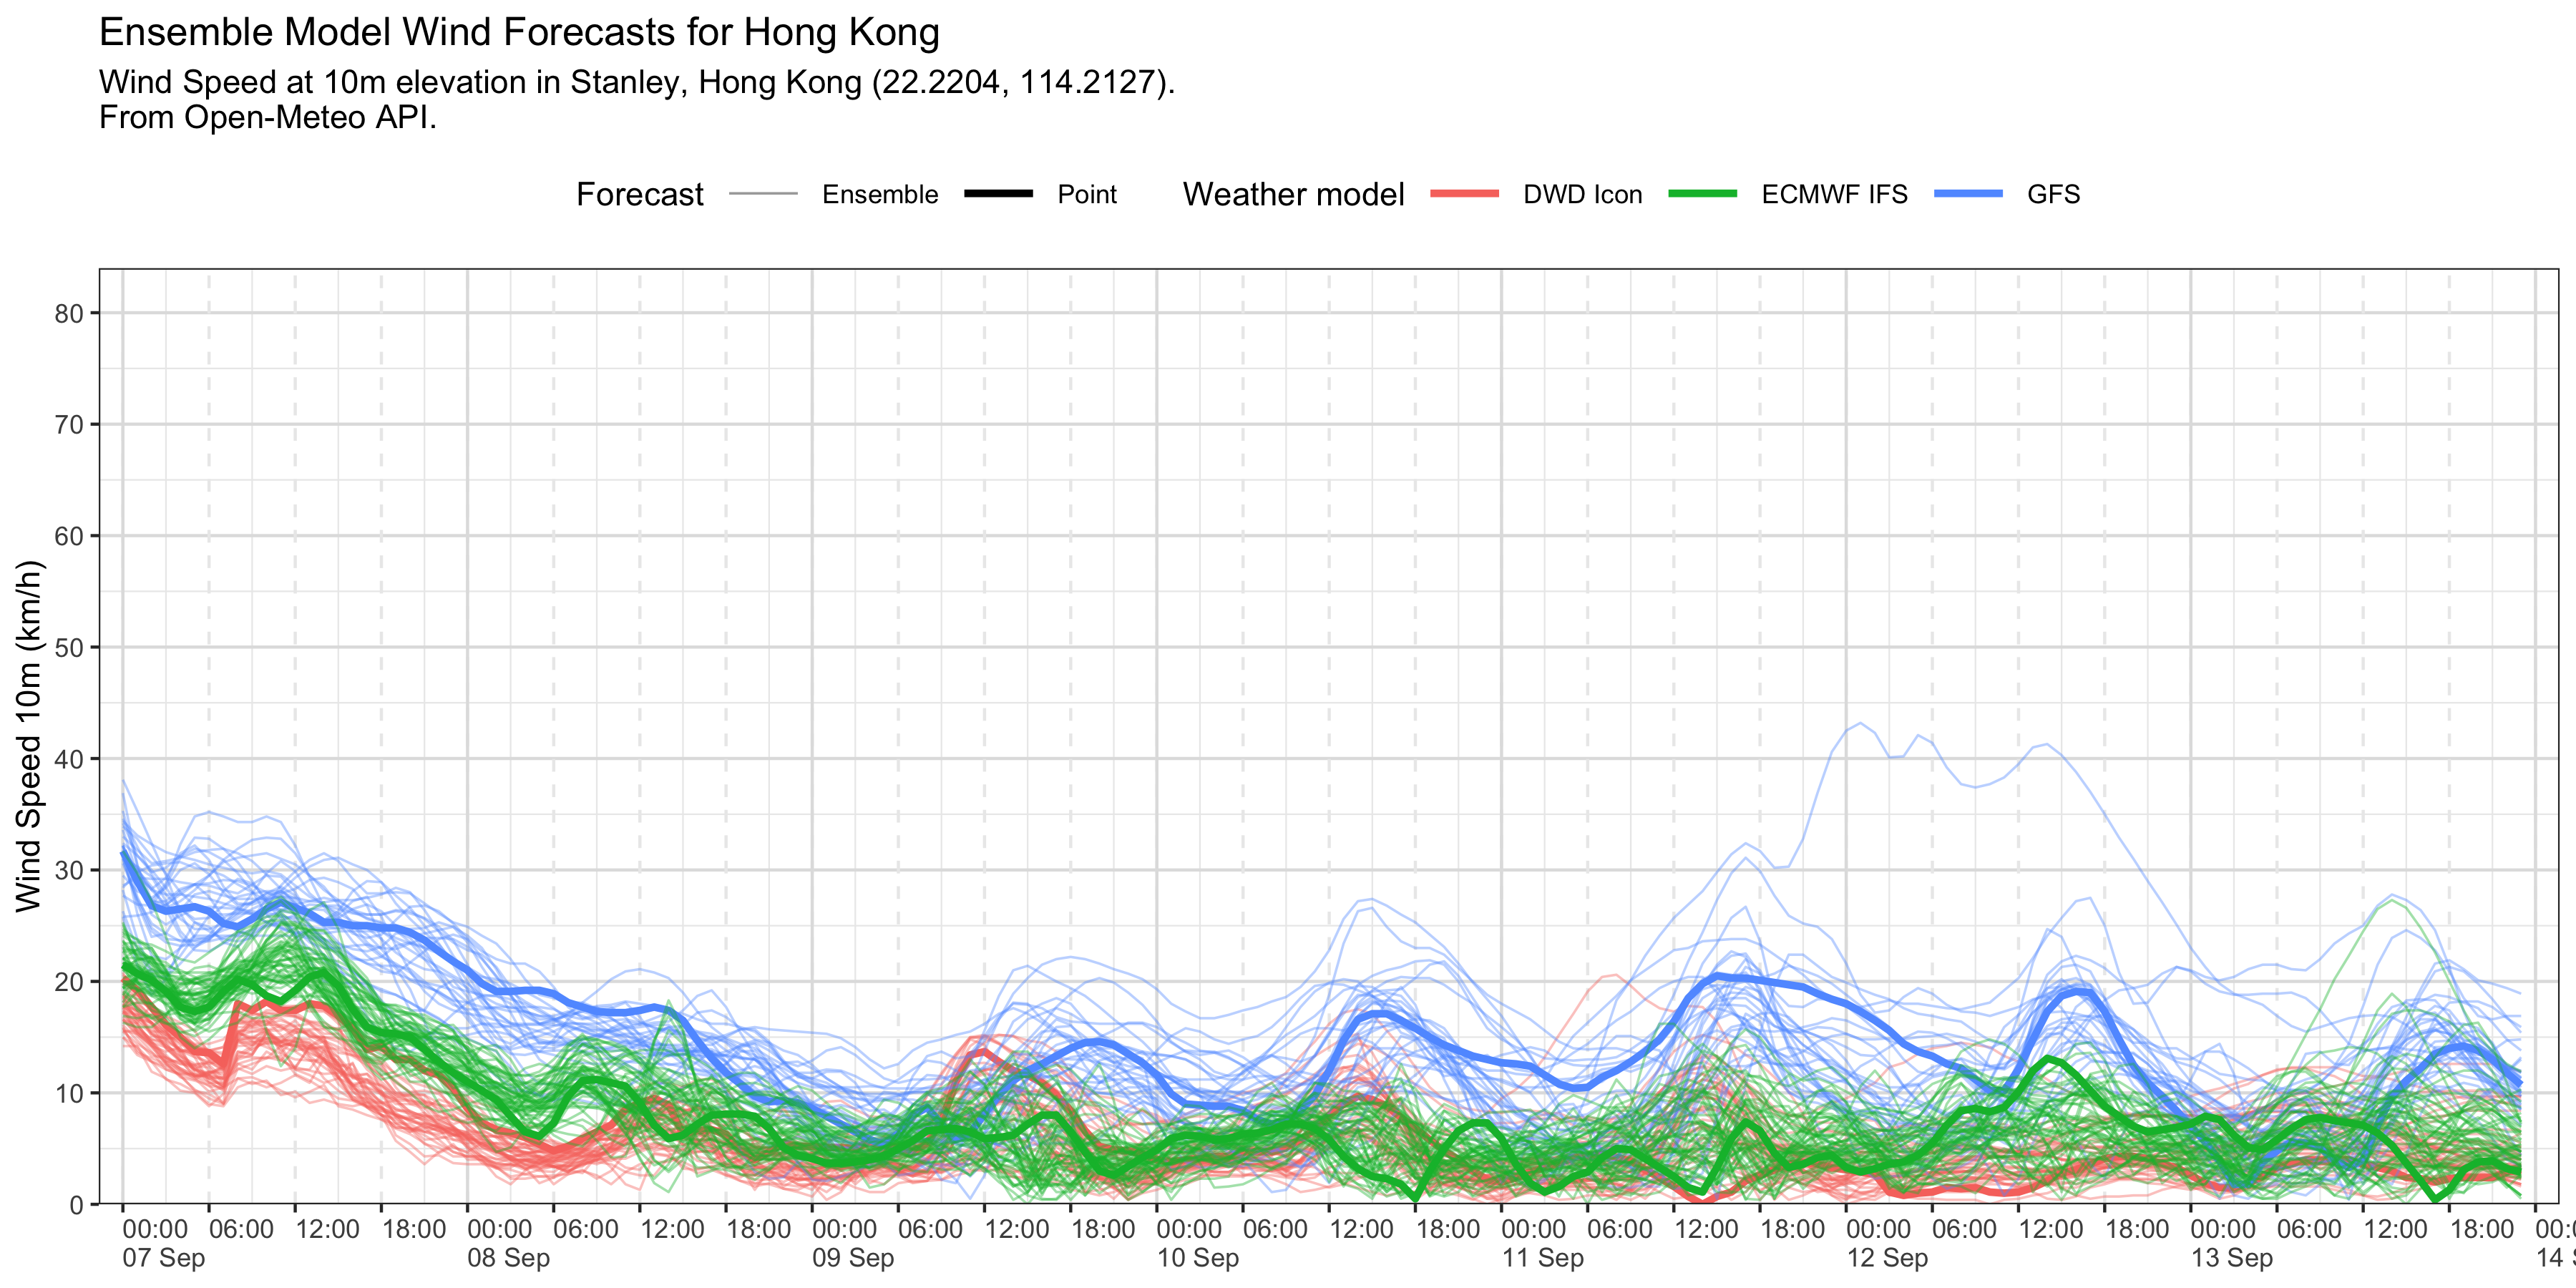 Ensemble Model Wind Forecasts for Hong Kong
Wind Speed at 10m elevation in Stanley, Hong Kong (22.2204, 114.2127).
From Open-Meteo API.
Forecast Ensemble Point Weather model DWD Icon ECMWF IFS GFS
Wind Speed 10m (km/h)
80
70
60
50
40
30
20
10
0
00:00 06:00 12:00 18:00 00:00 06:00 12:00 18:00 00:00 06:00 12:00 18:00 00:00 06:00 12:00 18:00 00:00 06:00 12:00 18:00 00:00 06:00 12:00 18:00 00:00 06:00 12:00 18:00 00:0
07 Sep 08 Sep 09 Sep 10 Sep 11 Sep 12 Sep 13 Sep 14 S